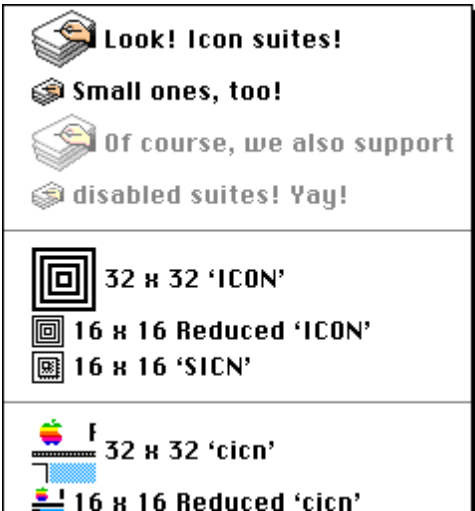 Look! Icon suites!
Small ones, too!
Of course, we also support
disabled suites! Yay!
32 x 32 ‘ICON’
16 x 16 Reduced ‘ICON’
16 x 16 ‘SICN’
32 x 32 ‘cicn’
16 x 16 Reduced ‘cicn’